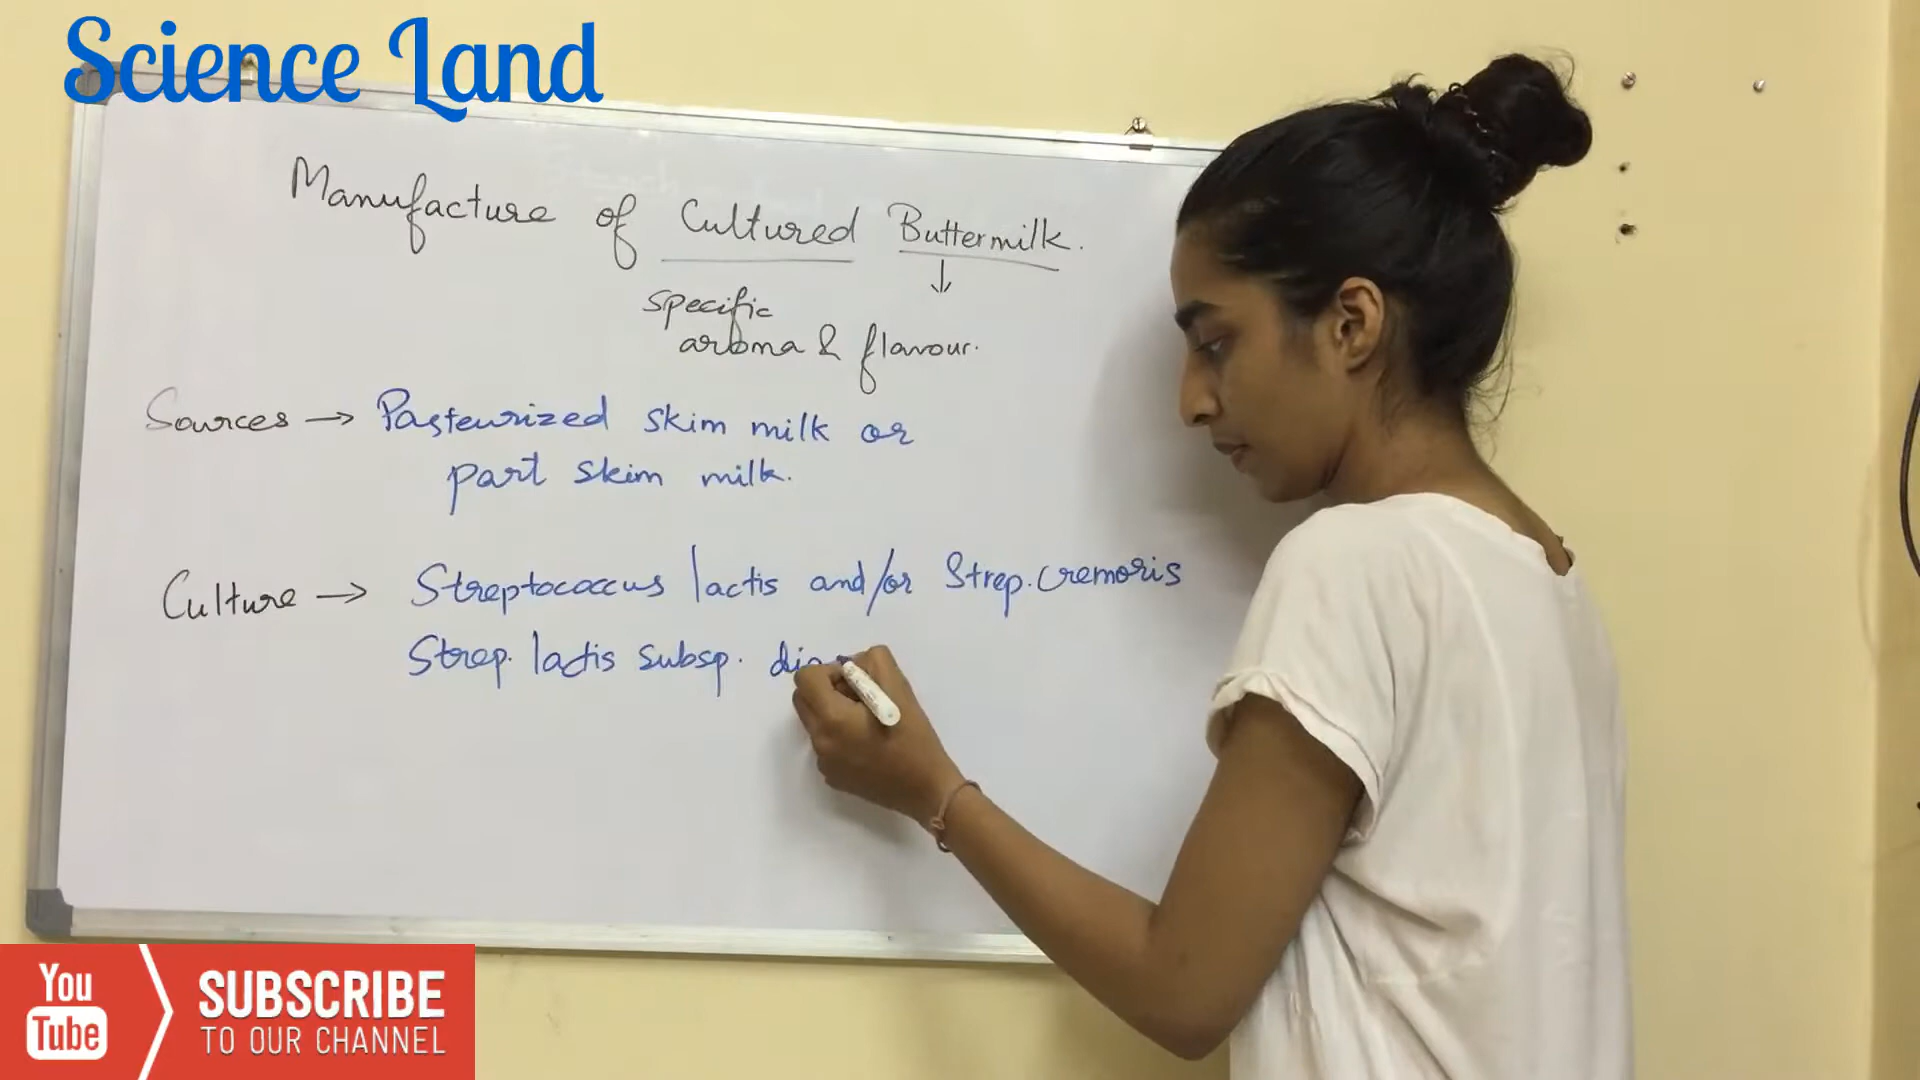 Science Land
Manufacture of Cultured Buttermilk.
specific
aroma & flavour.
Sources → Pasteurized skim milk or
part skim milk.
Culture → Streptococcus lactis and/or Strep. cremoris
Strep. lactis subsp.
You
Tube
SUBSCRIBE
TO OUR CHANNEL